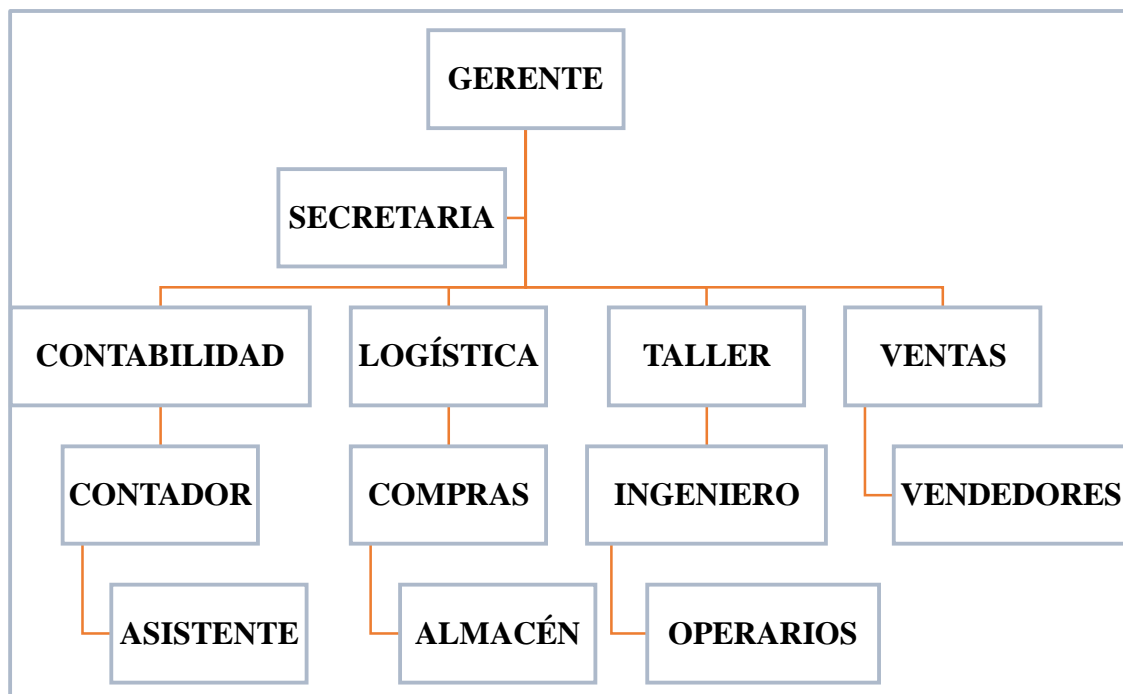 GERENTE
SECRETARIA
CONTABILIDAD
LOGÍSTICA
TALLER
VENTAS
CONTADOR
COMPRAS
INGENIERO
VENDEDORES
ASISTENTE
ALMACÉN
OPERARIOS